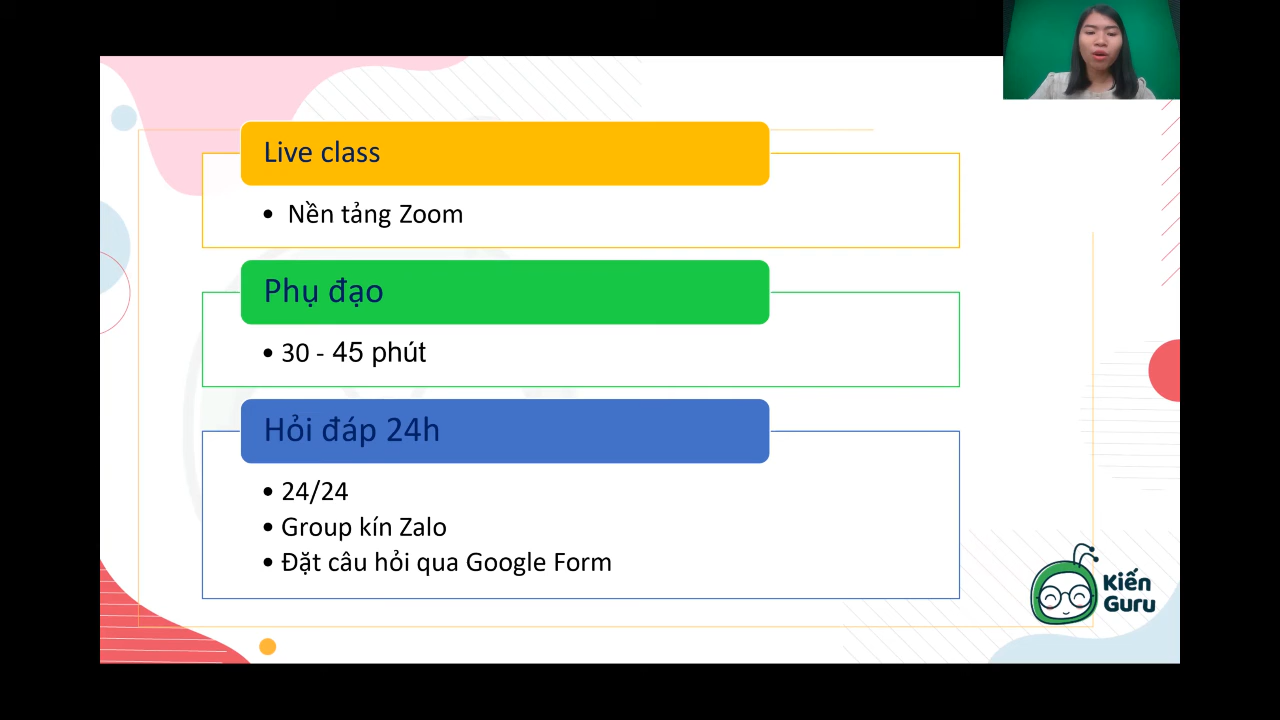 Live class
• Nền tảng Zoom
Phụ đạo
• 30 - 45 phút
Hỏi đáp 24h
• 24/24
• Group kín Zalo
• Đặt câu hỏi qua Google Form
Kiến
Guru